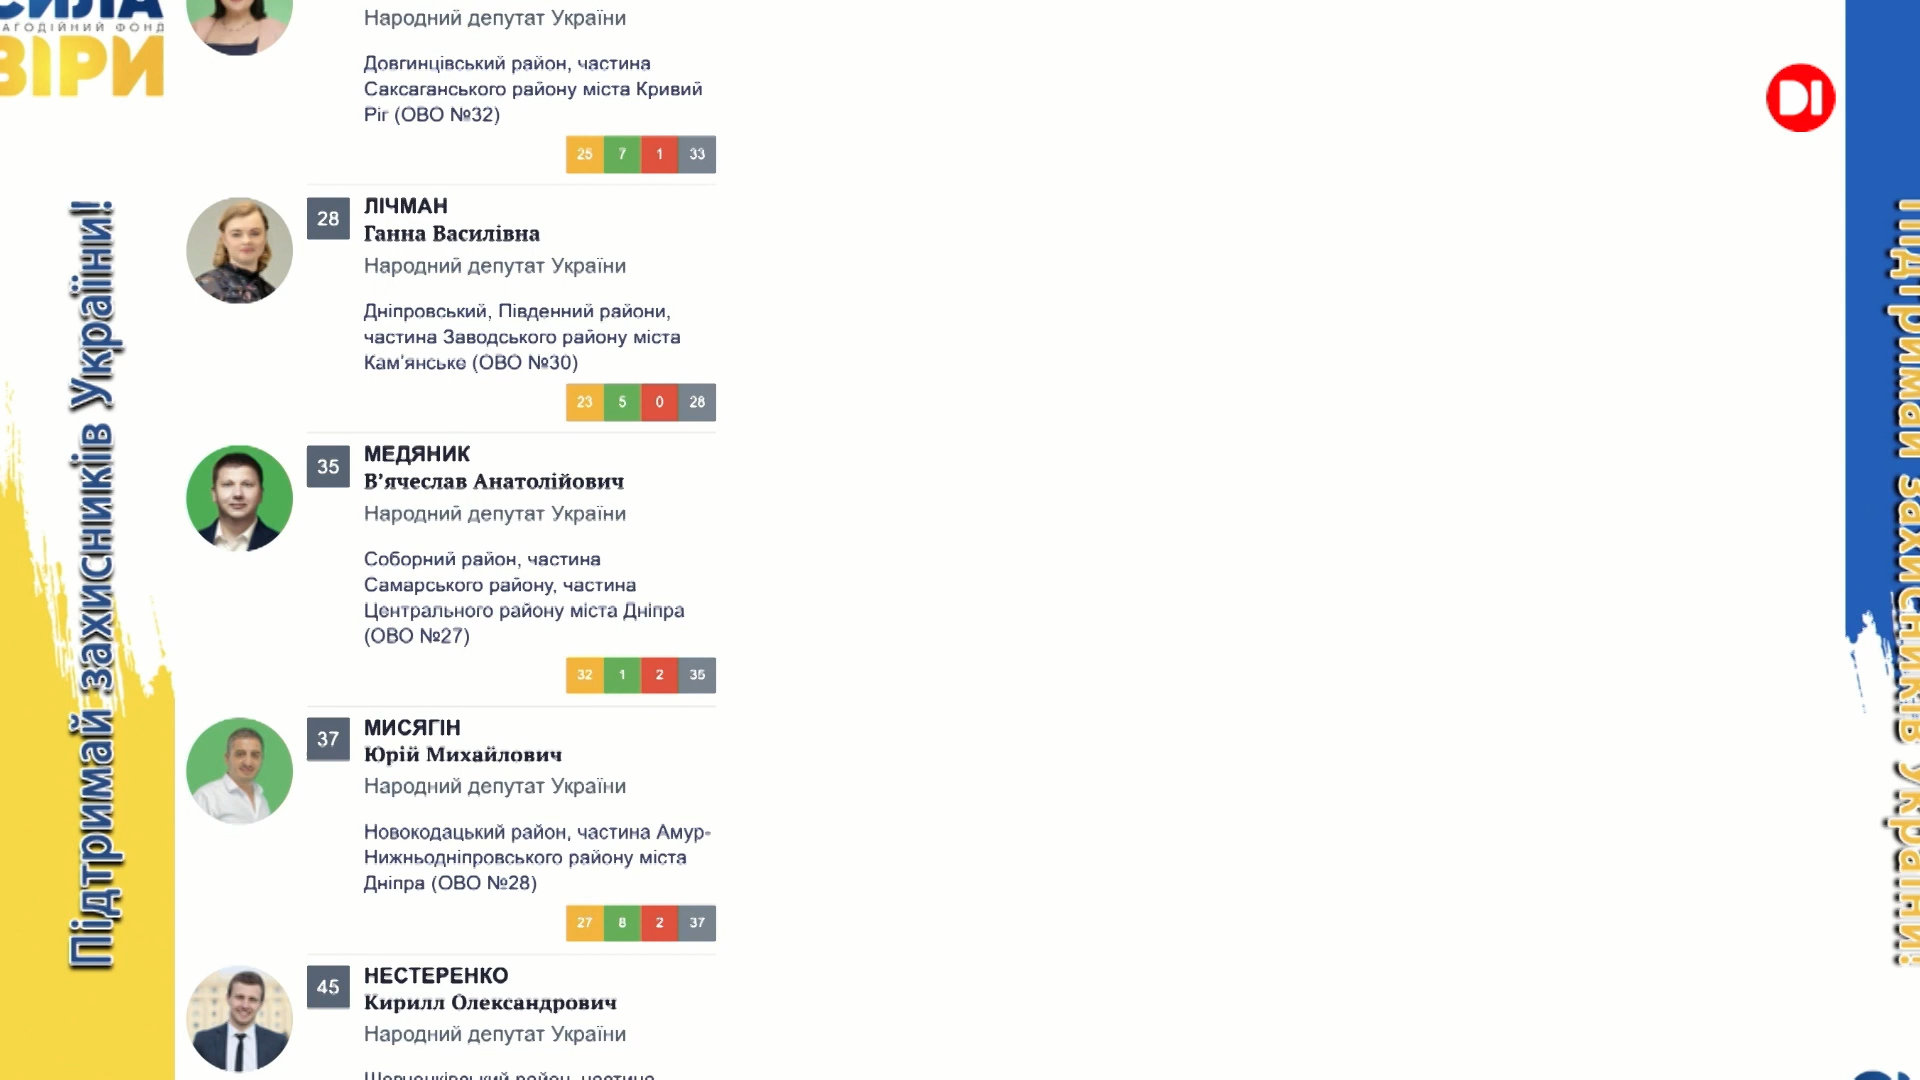 СИЛА
АГОДІЙНИЙ ФОНД
ВІРИ
Підтримай захисників України!
Народний депутат України
Довгинцівський район, частина
Саксаганського району міста Кривий
Ріг (ОВО №32)
25 7 1 33
28
ЛІЧМАН
Ганна Василівна
Народний депутат України
Дніпровський, Південний райони,
частина Заводського району міста
Кам'янське (ОВО №30)
23 5 0 28
35
МЕДЯНИК
В’ячеслав Анатолійович
Народний депутат України
Соборний район, частина
Самарського району, частина
Центрального району міста Дніпра
(ОВО №27)
32 1 2 35
37
МИСЯГІН
Юрій Михайлович
Народний депутат України
Новокодацький район, частина Амур-
Нижньодніпровського району міста
Дніпра (ОВО №28)
27 8 2 37
45
НЕСТЕРЕНКО
Кирилл Олександрович
Народний депутат України
Шевченківський район, частина
DI
Підтримай захисників України!